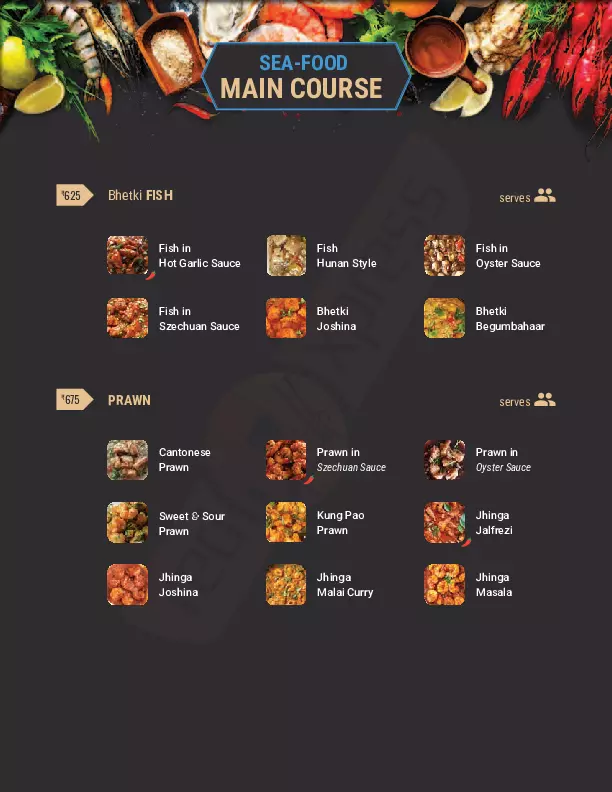 SEA-FOOD
MAIN COURSE
₹625
Bhetki FISH
serves
Fish in
Hot Garlic Sauce
Fish
Hunan Style
Fish in
Oyster Sauce
Fish in
Szechuan Sauce
Bhetki
Joshina
Bhetki
Begumbahaar
₹675
PRAWN
serves
Cantonese
Prawn
Prawn in
Szechuan Sauce
Prawn in
Oyster Sauce
Sweet & Sour
Prawn
Kung Pao
Prawn
Jhinga
Jalfrezi
Jhinga
Joshina
Jhinga
Malai Curry
Jhinga
Masala